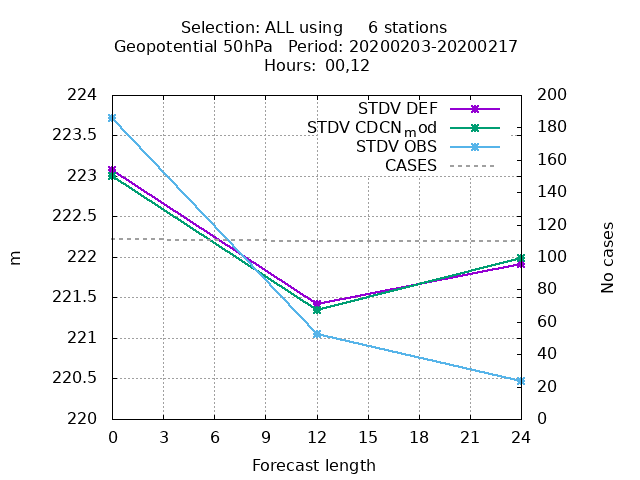 Selection: ALL using     6 stations
Geopotential 50hPa   Period: 20200203-20200217
Hours: 00,12
STDV DEF
STDV CDCN_mod
STDV OBS
CASES
224
223.5
223
222.5
222
221.5
221
220.5
220
m
200
180
160
140
120
100
80
60
40
20
0
No cases
0 3 6 9 12 15 18 21 24
Forecast length